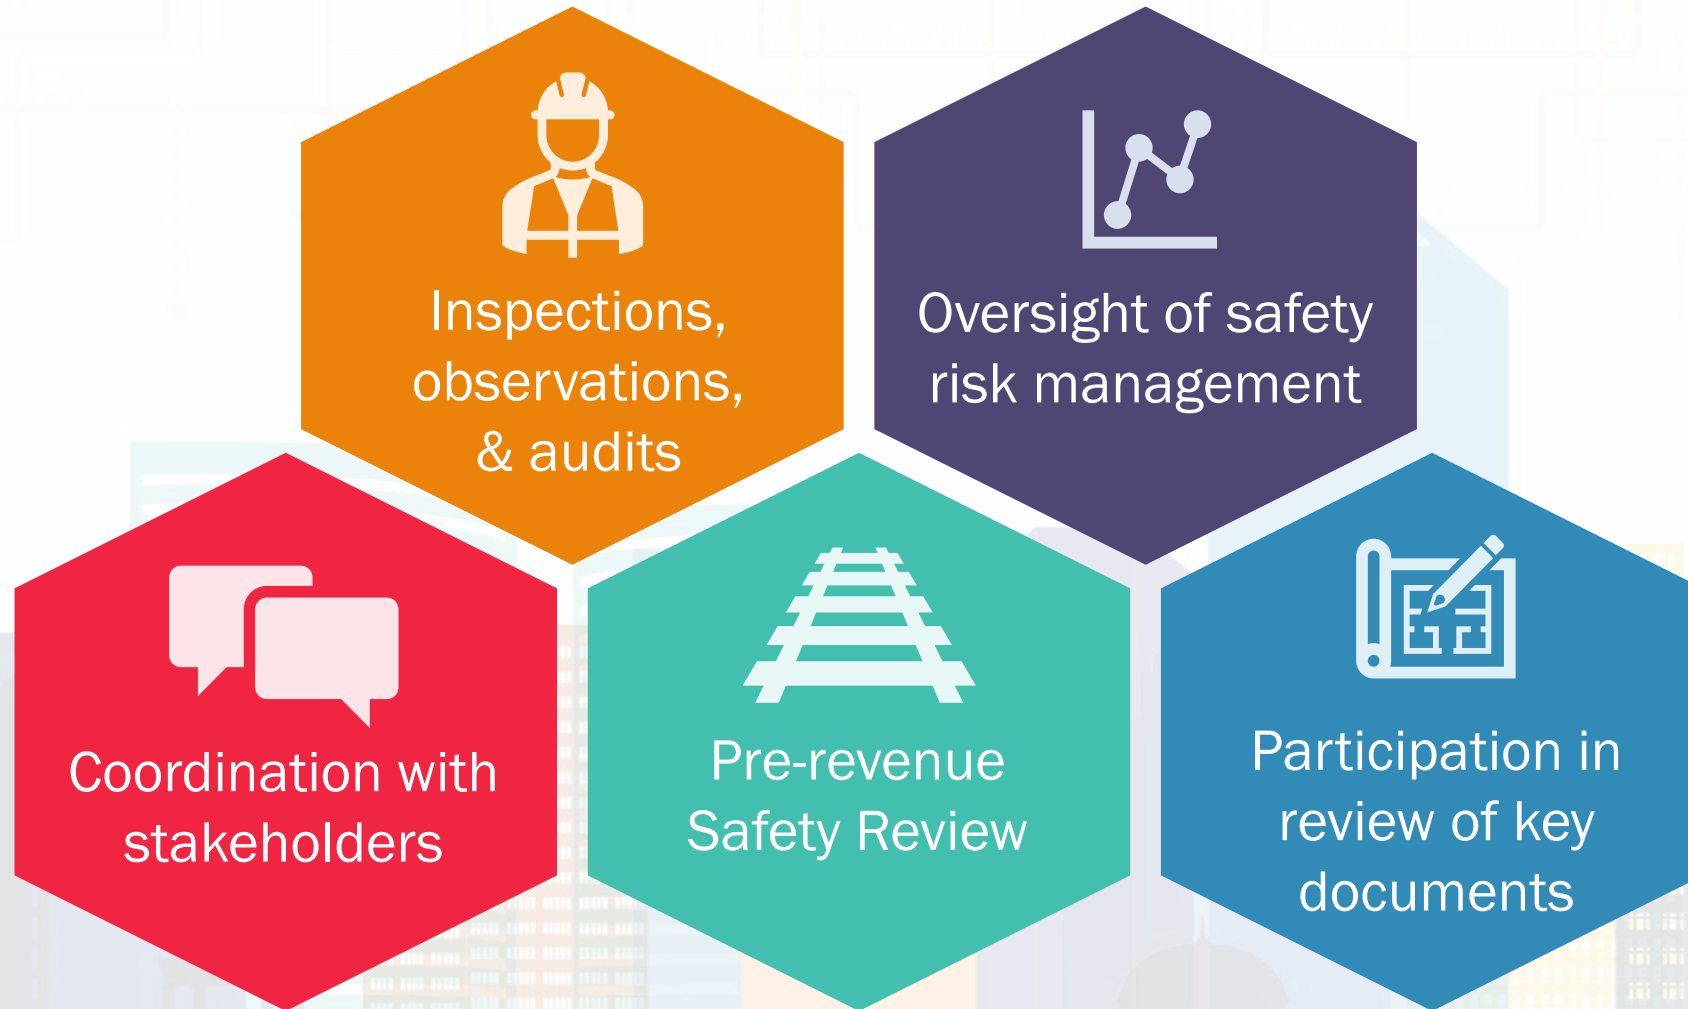 Inspections,
observations,
& audits
Oversight of safety
risk management
Coordination with
stakeholders
Pre-revenue
Safety Review
Participation in
review of key
documents